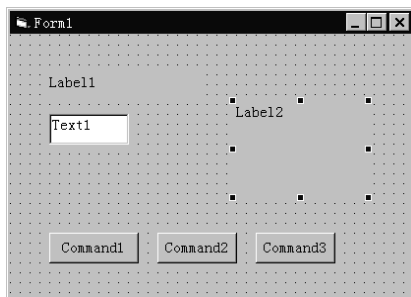 Form1
Label1
Label2
Text1
Command1 Command2 Command3